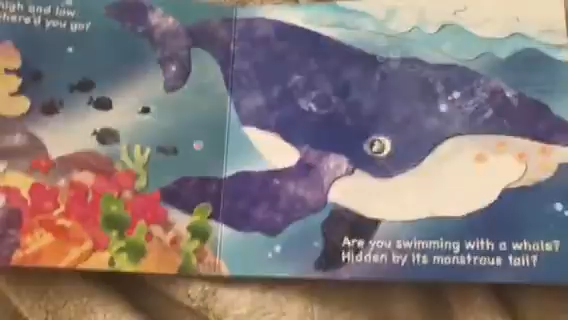 high and low
where'd you go?
Are you swimming with a whale?
Hidden by its monstrous tail?